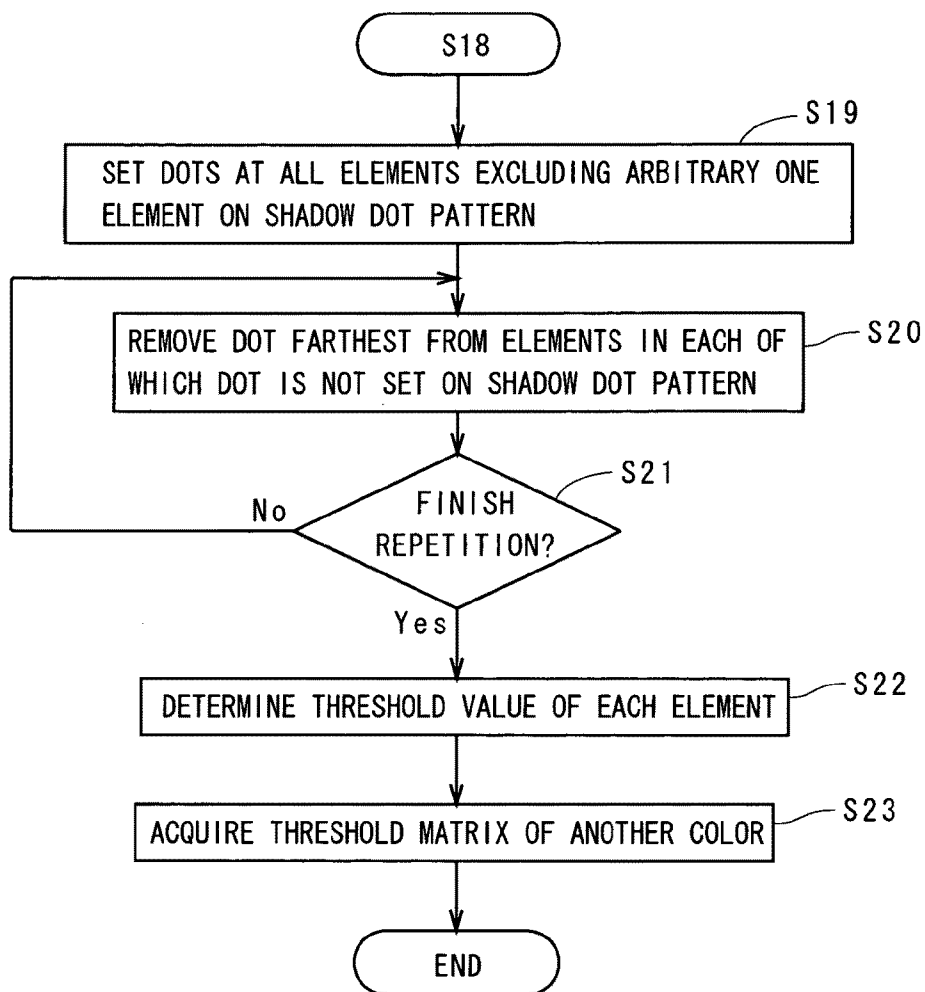 S18
S19
SET DOTS AT ALL ELEMENTS EXCLUDING ARBITRARY ONE
ELEMENT ON SHADOW DOT PATTERN
S20
REMOVE DOT FARTHEST FROM ELEMENTS IN EACH OF
WHICH DOT IS NOT SET ON SHADOW DOT PATTERN
S21
FINISH
REPETITION?
No
Yes
S22
DETERMINE THRESHOLD VALUE OF EACH ELEMENT
S23
ACQUIRE THRESHOLD MATRIX OF ANOTHER COLOR
END